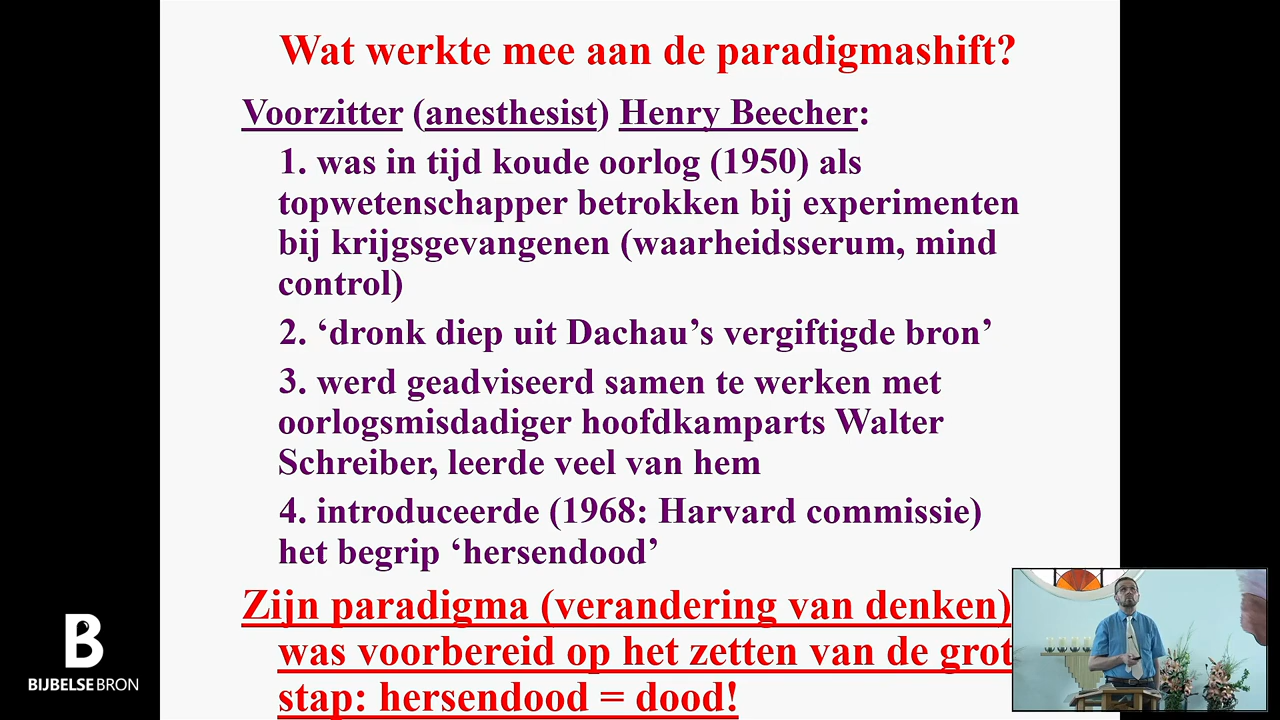 Wat werkte mee aan de paradigmashift?
Voorzitter (anesthesist) Henry Beecher:
1. was in tijd koude oorlog (1950) als
topwetenschapper betrokken bij experimenten
bij krijgsgevangenen (waarheidsserum, mind
control)
2. ‘dronk diep uit Dachau’s vergiftigde bron’
3. werd geadviseerd samen te werken met
oorlogsmisdadiger hoofdkamparts Walter
Schreiber, leerde veel van hem
4. introduceerde (1968: Harvard commissie)
het begrip ‘hersendood’
Zijn paradigma (verandering van denken)
was voorbereid op het zetten van de grot
stap: hersendood = dood!
B
BIJBELSE BRON